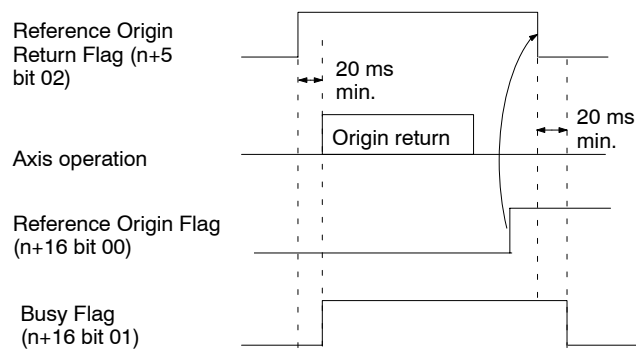 Reference Origin
Return Flag (n+5
bit 02)
20 ms
min.
20 ms
min.
Origin return
Axis operation
Reference Origin Flag
(n+16 bit 00)
Busy Flag
(n+16 bit 01)